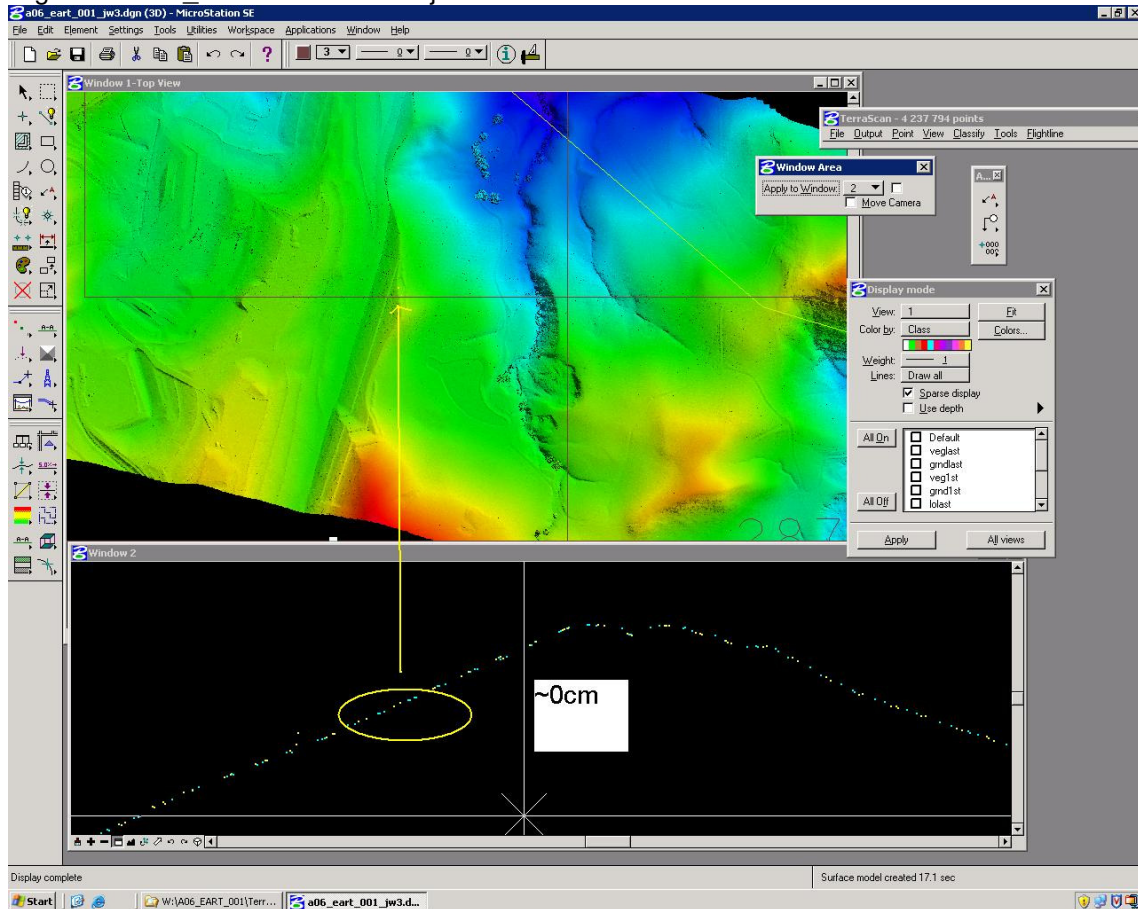 a06_eart_001_jw3.dgn (3D) - MicroStation SE
File Edit Element Settings Tools Utilities Workspace Applications Window Help
3 0 0
Window 1-Top View
TerraScan - 4 237 794 points
File Output Point View Classify Tools Flightline
Window Area
Apply to Window: 2
Move Camera
A...
Display mode
View: 1 Fit
Color by: Class Colors...
Weight: 1
Lines: Draw all
Sparse display
Use depth
All On
Default
veglast
grndlast
veg1st
grnd1st
lolast
All Off
Apply All views
Window 2
~0cm
Display complete
Surface model created 17.1 sec
Start
W:\A06_EART_001\Terr...
a06_eart_001_jw3.d...